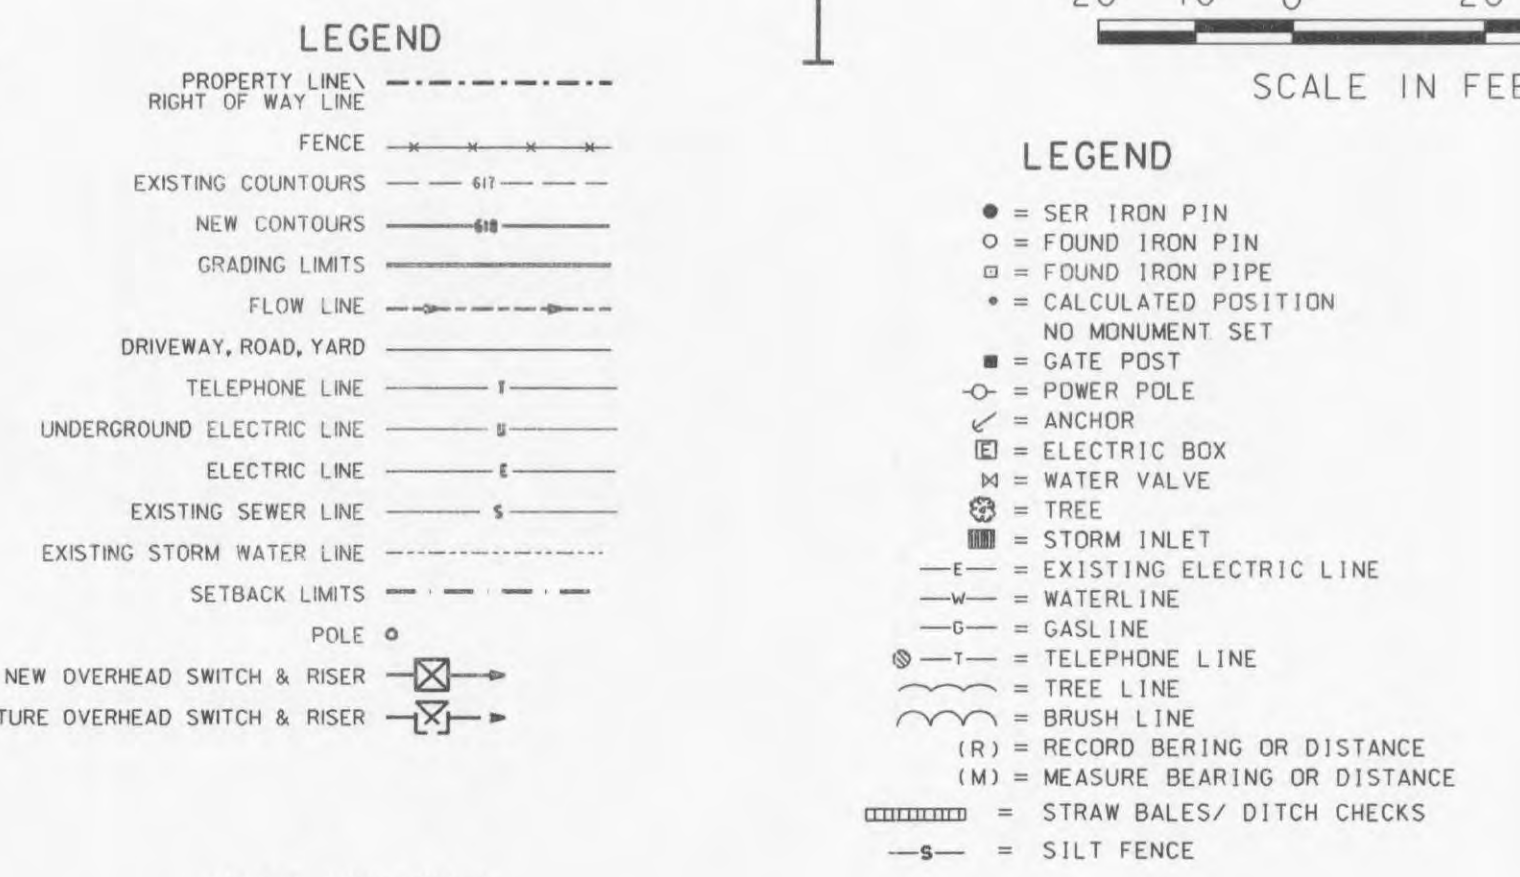 LEGEND
PROPERTY LINE\
RIGHT OF WAY LINE
FENCE
EXISTING COUNTOURS 617
NEW CONTOURS 618
GRADING LIMITS
FLOW LINE
DRIVEWAY, ROAD, YARD
TELEPHONE LINE T
UNDERGROUND ELECTRIC LINE U
ELECTRIC LINE E
EXISTING SEWER LINE S
EXISTING STORM WATER LINE
SETBACK LIMITS
POLE
NEW OVERHEAD SWITCH & RISER
TURE OVERHEAD SWITCH & RISER
20 10 0 20
SCALE IN FEE
LEGEND
= SER IRON PIN
= FOUND IRON PIN
= FOUND IRON PIPE
= CALCULATED POSITION
NO MONUMENT SET
= GATE POST
= POWER POLE
= ANCHOR
E = ELECTRIC BOX
= WATER VALVE
= TREE
= STORM INLET
E = EXISTING ELECTRIC LINE
W = WATERLINE
G = GASLINE
T = TELEPHONE LINE
= TREE LINE
= BRUSH LINE
(R) = RECORD BERING OR DISTANCE
(M) = MEASURE BEARING OR DISTANCE
= STRAW BALES/ DITCH CHECKS
S = SILT FENCE